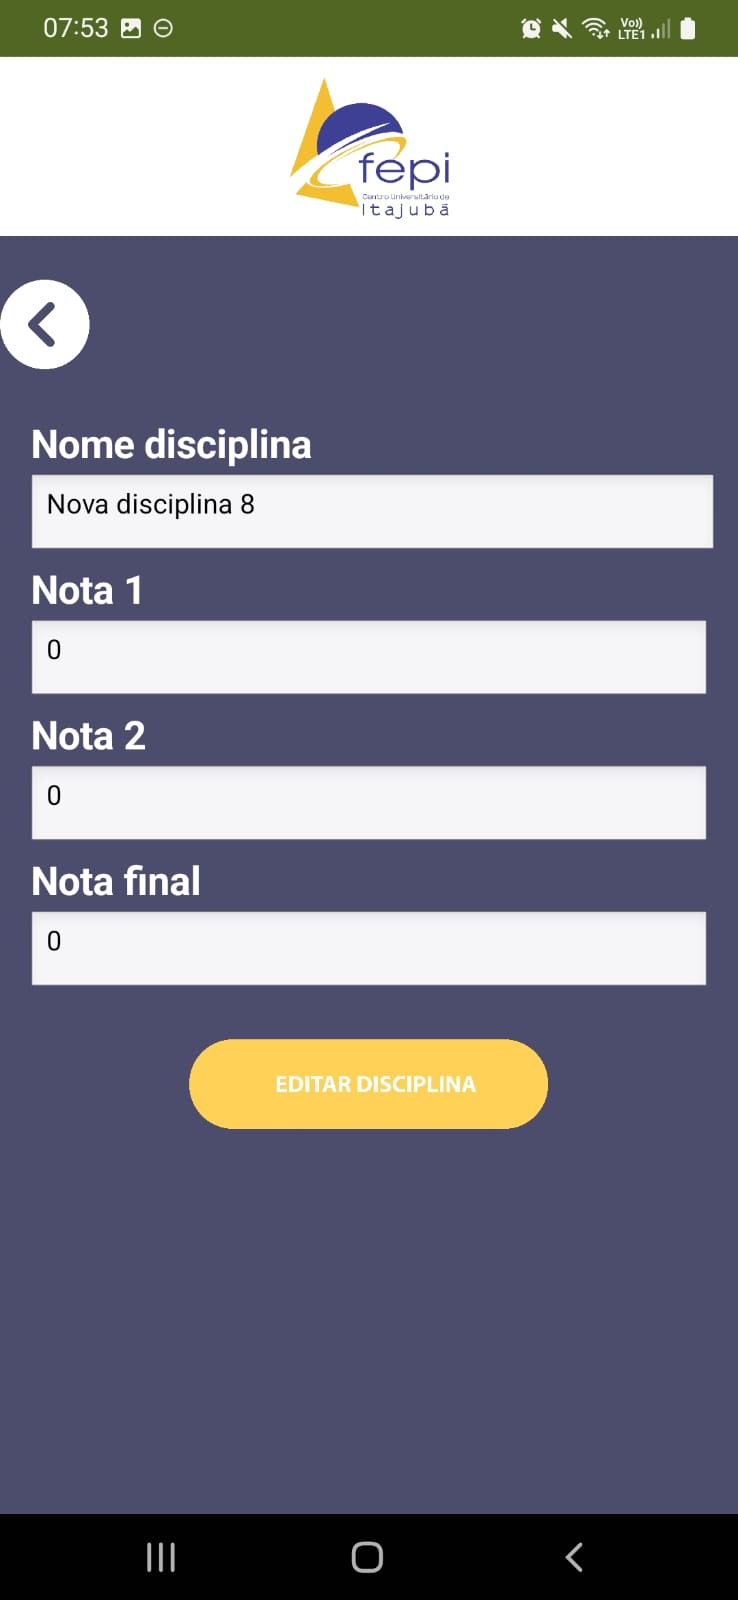 07:53
Vo))
LTE1
fepi
Centro Universitário de
Itajubá
Nome disciplina
Nova disciplina 8
Nota 1
0
Nota 2
0
Nota final
0
EDITAR DISCIPLINA